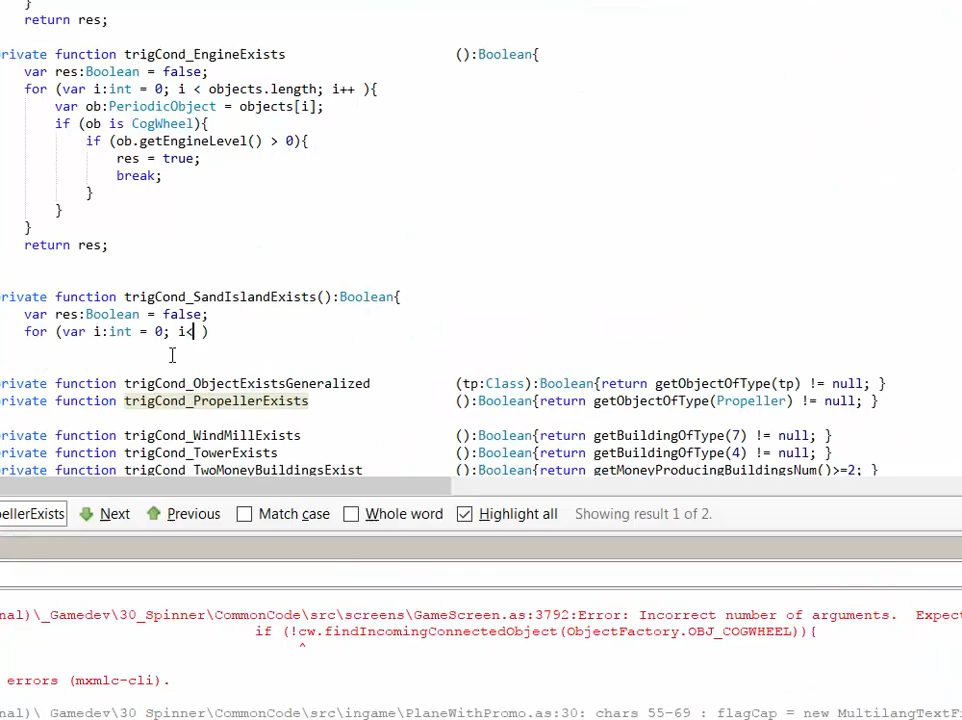 }
return res;
rivate function trigCond_EngineExists ():Boolean{
var res:Boolean = false;
for (var i:int = 0; i < objects.length; i++ ){
var ob:PeriodicObject = objects[i];
if (ob is CogWheel){
if (ob.getEngineLevel() > 0){
res = true;
break;
}
}
}
return res;
rivate function trigCond_SandIslandExists():Boolean{
var res:Boolean = false;
for (var i:int = 0; i< )
rivate function trigCond_ObjectExistsGeneralized (tp:Class):Boolean{return getObjectOfType(tp) != null; }
rivate function trigCond_PropellerExists ():Boolean{return getObjectOfType(Propeller) != null; }
rivate function trigCond_WindMillExists ():Boolean{return getBuildingOfType(7) != null; }
rivate function trigCond_TowerExists ():Boolean{return getBuildingOfType(4) != null; }
rivate function trigCond_TwoMoneyBuildingsExist ():Boolean{return getMoneyProducingBuildingsNum()>=2; }
pellerExists Next Previous Match case Whole word Highlight all Showing result 1 of 2.
nal)\_Gamedev\30_Spinner\CommonCode\src\screens\GameScreen.as:3792:Error: Incorrect number of arguments. Expect
if (!cw.findIncomingConnectedObject(ObjectFactory.OBJ_COGWHEEL)){
^
errors (mxmlc-cli).
nal)\_Gamedev\30_Spinner\CommonCode\src\ingame\PlaneWithPromo.as:30: chars 55-69 : flagCap = new MultilangTextFi